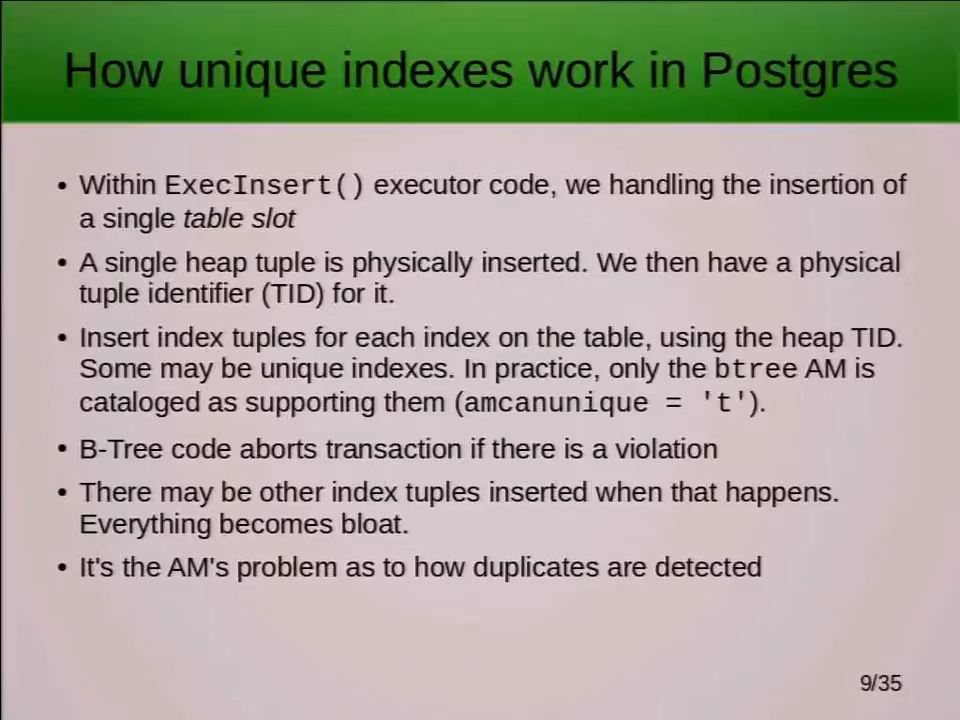 How unique indexes work in Postgres
• Within ExecInsert() executor code, we handling the insertion of
a single table slot
• A single heap tuple is physically inserted. We then have a physical
tuple identifier (TID) for it.
• Insert index tuples for each index on the table, using the heap TID.
Some may be unique indexes. In practice, only the btree AM is
cataloged as supporting them (amcanunique = 't').
• B-Tree code aborts transaction if there is a violation
• There may be other index tuples inserted when that happens.
Everything becomes bloat.
• It's the AM's problem as to how duplicates are detected
9/35